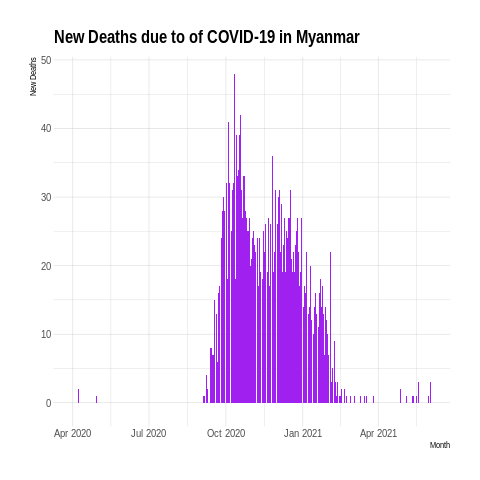 New Deaths due to of COVID-19 in Myanmar
New Deaths
50
40
30
20
10
0
Apr 2020 Jul 2020 Oct 2020 Jan 2021 Apr 2021
Month